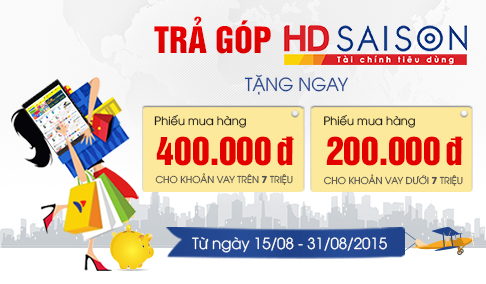 TRẢ GÓP HD SAISON
Tài chính tiêu dùng
TẶNG NGAY
Phiếu mua hàng
400.000 đ
CHO KHOẢN VAY TRÊN 7 TRIỆU
Phiếu mua hàng
200.000 đ
CHO KHOẢN VAY DƯỚI 7 TRIỆU
Từ ngày 15/08 - 31/08/2015